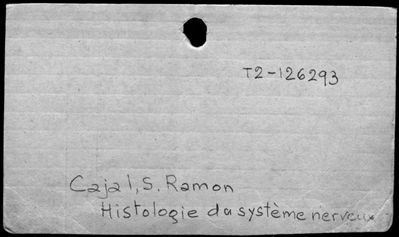 T2-126293
Cajal, S. Ramon
Histologie du système nerveux